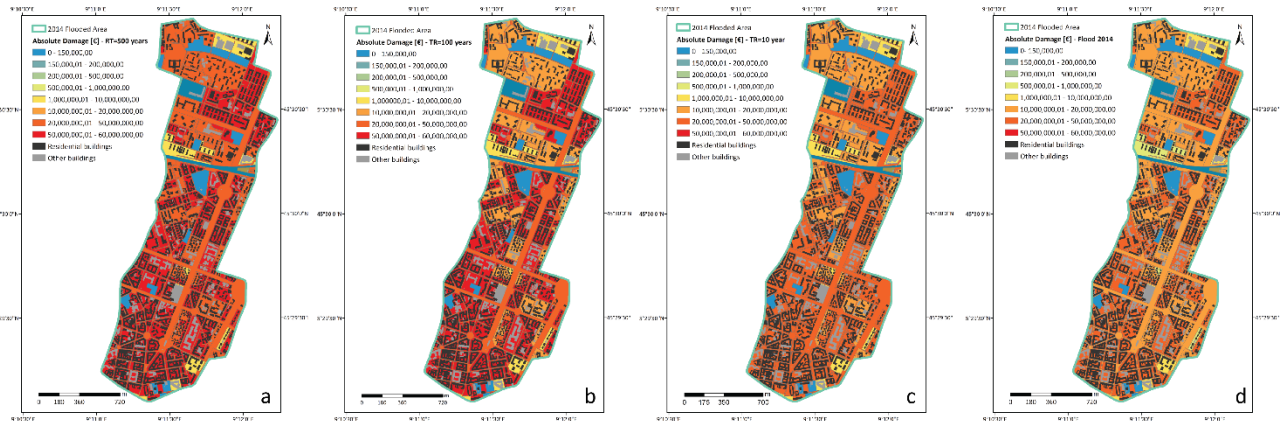 2014 Flooded Area
Absolute Damage [€] - RT=500 years
0 - 150,000,00
150,000,01 - 200,000,00
200,000,01 - 500,000,00
500,000,01 - 1,000,000,00
1,000,000,01 - 10,000,000,00
10,000,000,01 - 20,000,000,00
20,000,000,01 - 50,000,000,00
50,000,000,01 - 60,000,000,00
Residential buildings
Other buildings
N
0 180 360 720 m
a
2014 Flooded Area
Absolute Damage [€] - TR=100 years
0 - 150,000,00
150,000,01 - 200,000,00
200,000,01 - 500,000,00
500,000,01 - 1,000,000,00
1,000000,01 - 10,000,000,00
10,000,000,01 - 20,000,000,00
20,000,000,01 - 50,000,000,00
50,000,000,01 - 60,000,000,00
Residential buildings
Other buildings
N
b
2014 Flooded Area
Absolute Damage [€] - TR=10 year
0 - 150,000,00
150,000,01 - 200,000,00
200,000,01 - 500,000,00
500,000,01 - 1,000,000,00
1,000,000,01 - 10,000,000,00
10,000,000,01 - 20,000,000,00
20,000,000,01 - 50,000,000,00
50,000,000,01 - 60,000,000,00
Residential buildings
Other buildings
N
c
2014 Flooded Area
Absolute Damage [€] - Flood 2014
0 - 150,000,00
150,000,01 - 200,000,00
200,000,01 - 500,000,00
500,000,01 - 1,000,000,00
1,000,000,01 - 10,000,000,00
10,000,000,01 - 20,000,000,00
20,000,000,01 - 50,000,000,00
50,000,000,01 - 60,000,000,00
Residential buildings
Other buildings
N
d